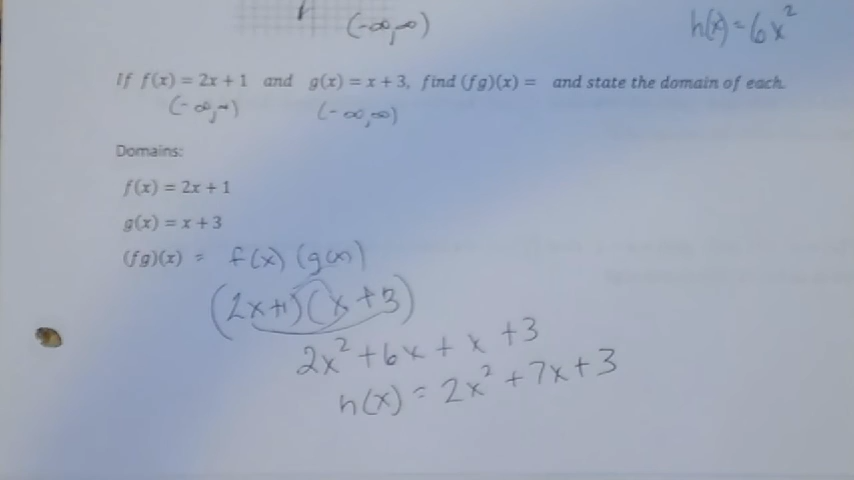 (-∞,∞)
h(x) = 6x²
If f(x) = 2x + 1 and g(x) = x + 3, find (fg)(x) = and state the domain of each.
(-∞,∞) (-∞,∞)
Domains:
f(x) = 2x + 1
g(x) = x + 3
(fg)(x) = f(x) (g(x))
(2x+1)(x+3)
2x² + 6x + x + 3
h(x) = 2x² + 7x + 3